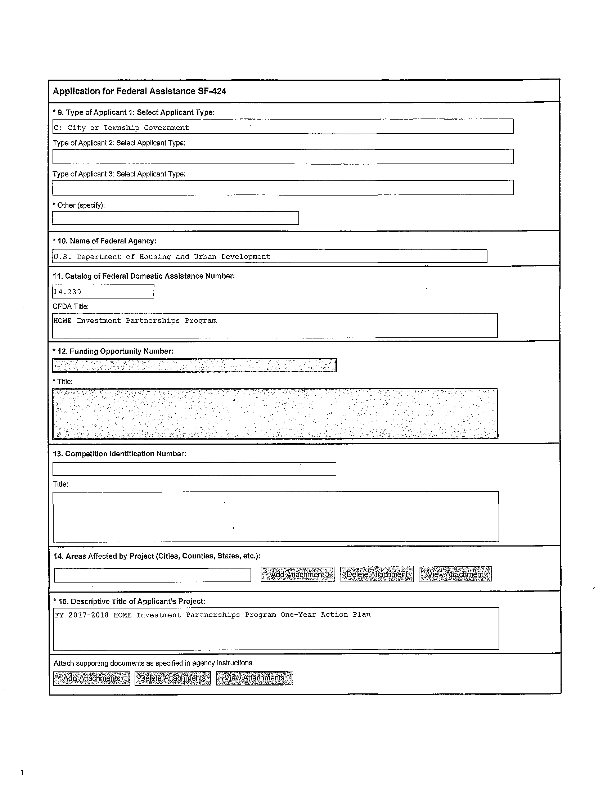 Application for Federal Assistance SF-424
* 9. Type of Applicant 1: Select Applicant Type:
C: City or Township Government
Type of Applicant 2: Select Applicant Type:
Type of Applicant 3: Select Applicant Type:
* Other (specify):
* 10. Name of Federal Agency:
U.S. Department of Housing and Urban Development
11. Catalog of Federal Domestic Assistance Number:
14.239
CFDA Title:
HOME Investment Partnerships Program
* 12. Funding Opportunity Number:
* Title:
13. Competition Identification Number:
Title:
14. Areas Affected by Project (Cities, Counties, States, etc.):
Add Attachment Delete Attachment View Attachment
* 15. Descriptive Title of Applicant's Project:
FY 2017-2018 HOME Investment Partnerships Program One-Year Action Plan
Attach supporting documents as specified in agency instructions.
Add Attachments Delete Attachments View Attachments
1